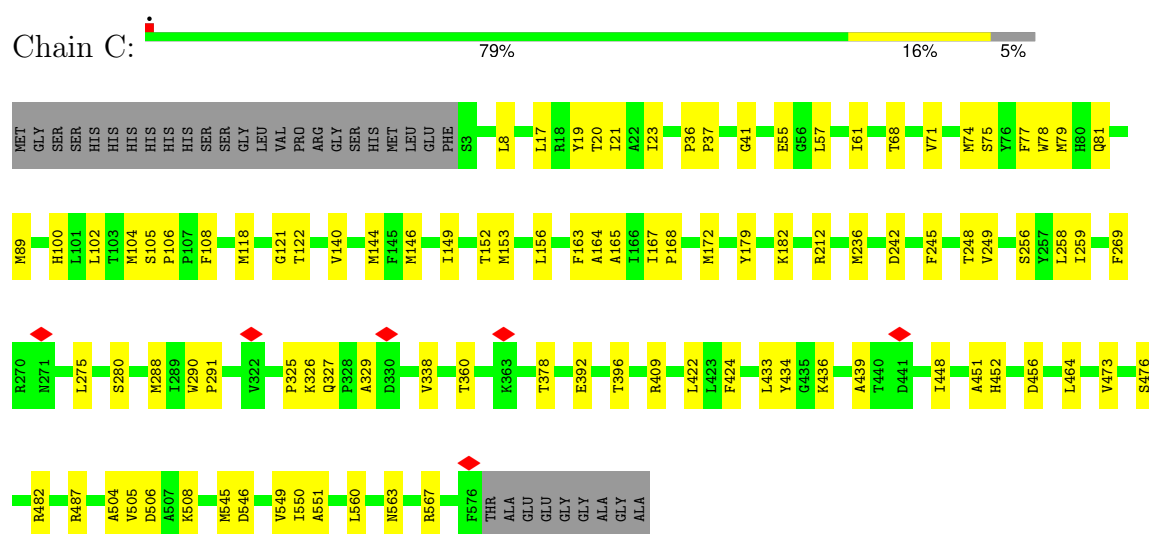 Chain C:
79% 16% 5%
MET GLY SER SER HIS HIS HIS HIS HIS HIS SER SER GLY LEU VAL PRO ARG GLY SER HIS MET LEU GLU PHE S3 L8 L17 R18 Y19 T20 I21 A22 I23 P36 P37 G41 E55 G56 L57 I61 T68 V71 M74 S75 Y76 F77 W78 M79 H80 Q81
M89 H100 L101 L102 T103 M104 S105 P106 P107 F108 M118 G121 T122 V140 M144 F145 M146 I149 T152 M153 L156 F163 A164 A165 I166 I167 P168 M172 Y179 K182 R212 M236 D242 F245 T248 V249 S256 Y257 L258 I259 F269
R270 N271 L275 S280 M288 I289 W290 P291 V322 P325 K326 Q327 P328 A329 D330 V338 T360 K363 T378 E392 T396 R409 L422 L423 F424 L433 Y434 G435 K436 A439 T440 D441 I448 A451 H452 D456 L464 V473 S476
R482 R487 A504 V505 D506 A507 K508 M545 D546 V549 I550 A551 L560 N563 R567 F576 THR ALA GLU GLU GLY GLY ALA GLY ALA